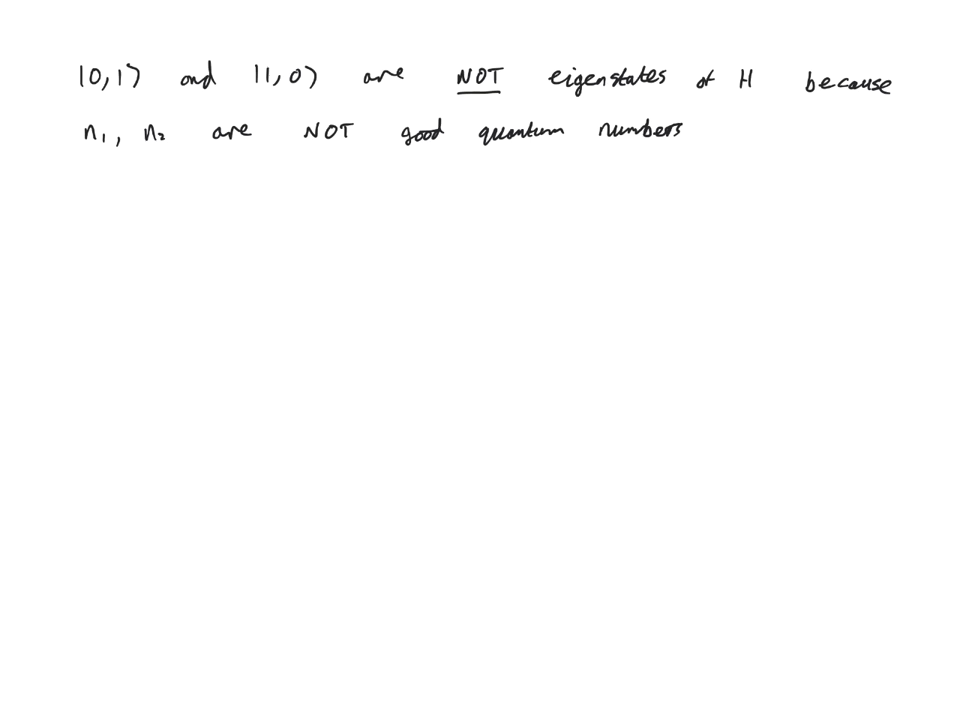 |0,1⟩ and |1,0⟩ are NOT eigenstates of H because
n₁, n₂ are NOT good quantum numbers